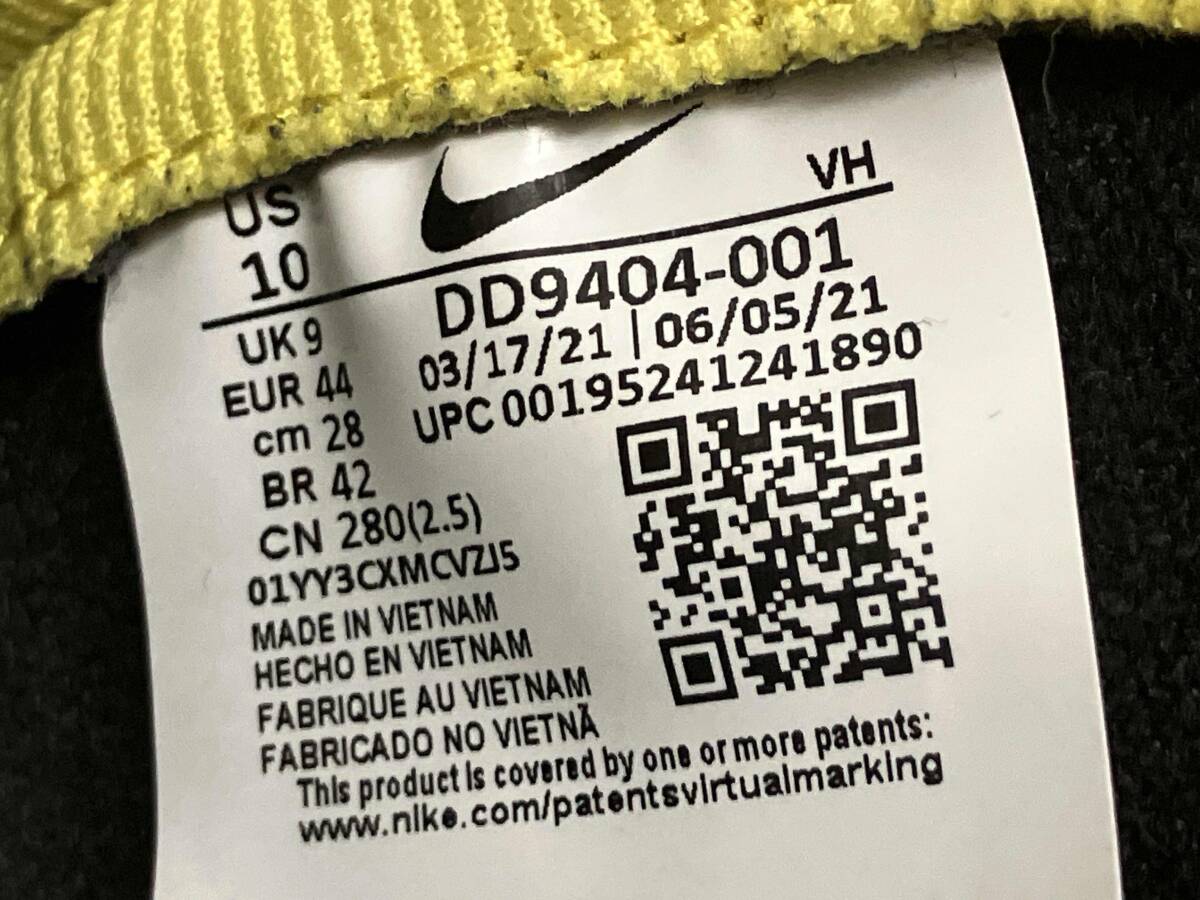 US
10
VH
UK 9
EUR 44
cm 28
BR 42
CN 280(2.5)
DD9404-001
03/17/21 | 06/05/21
UPC 00195241241890
01YY3CXMCVZJ5
MADE IN VIETNAM
HECHO EN VIETNAM
FABRIQUE AU VIETNAM
FABRICADO NO VIETNÃ
This product is covered by one or more patents:
www.nike.com/patentsvirtualmarking